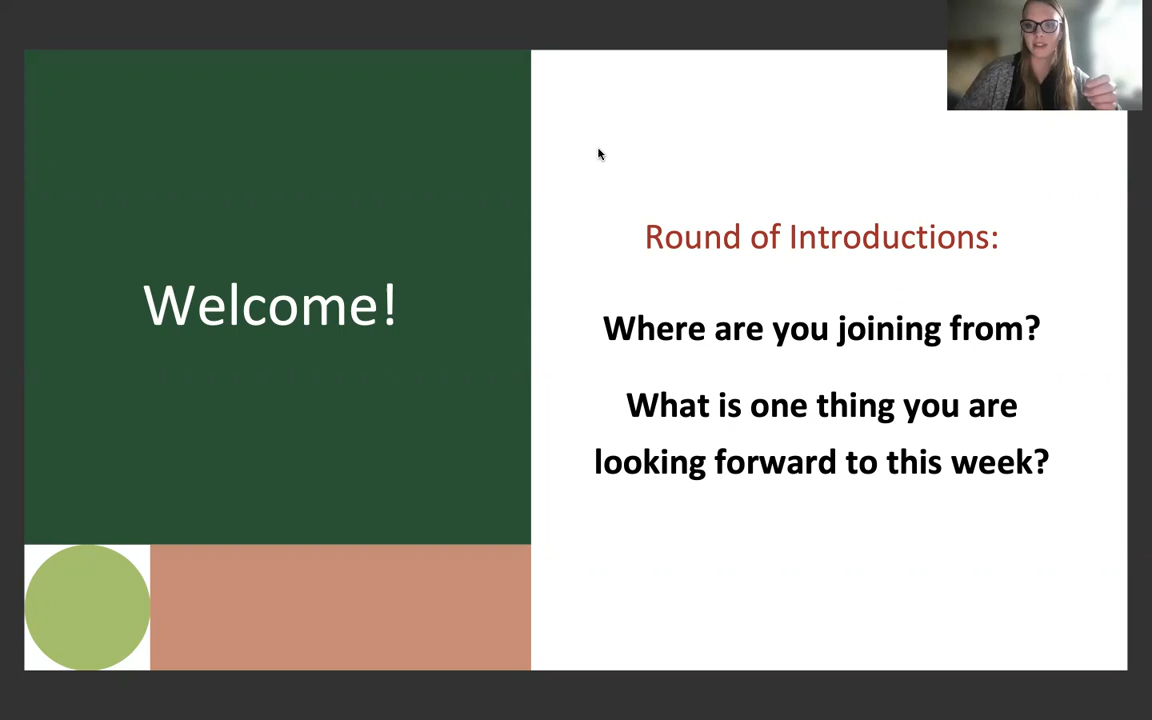 Welcome!
Round of Introductions:
Where are you joining from?
What is one thing you are
looking forward to this week?